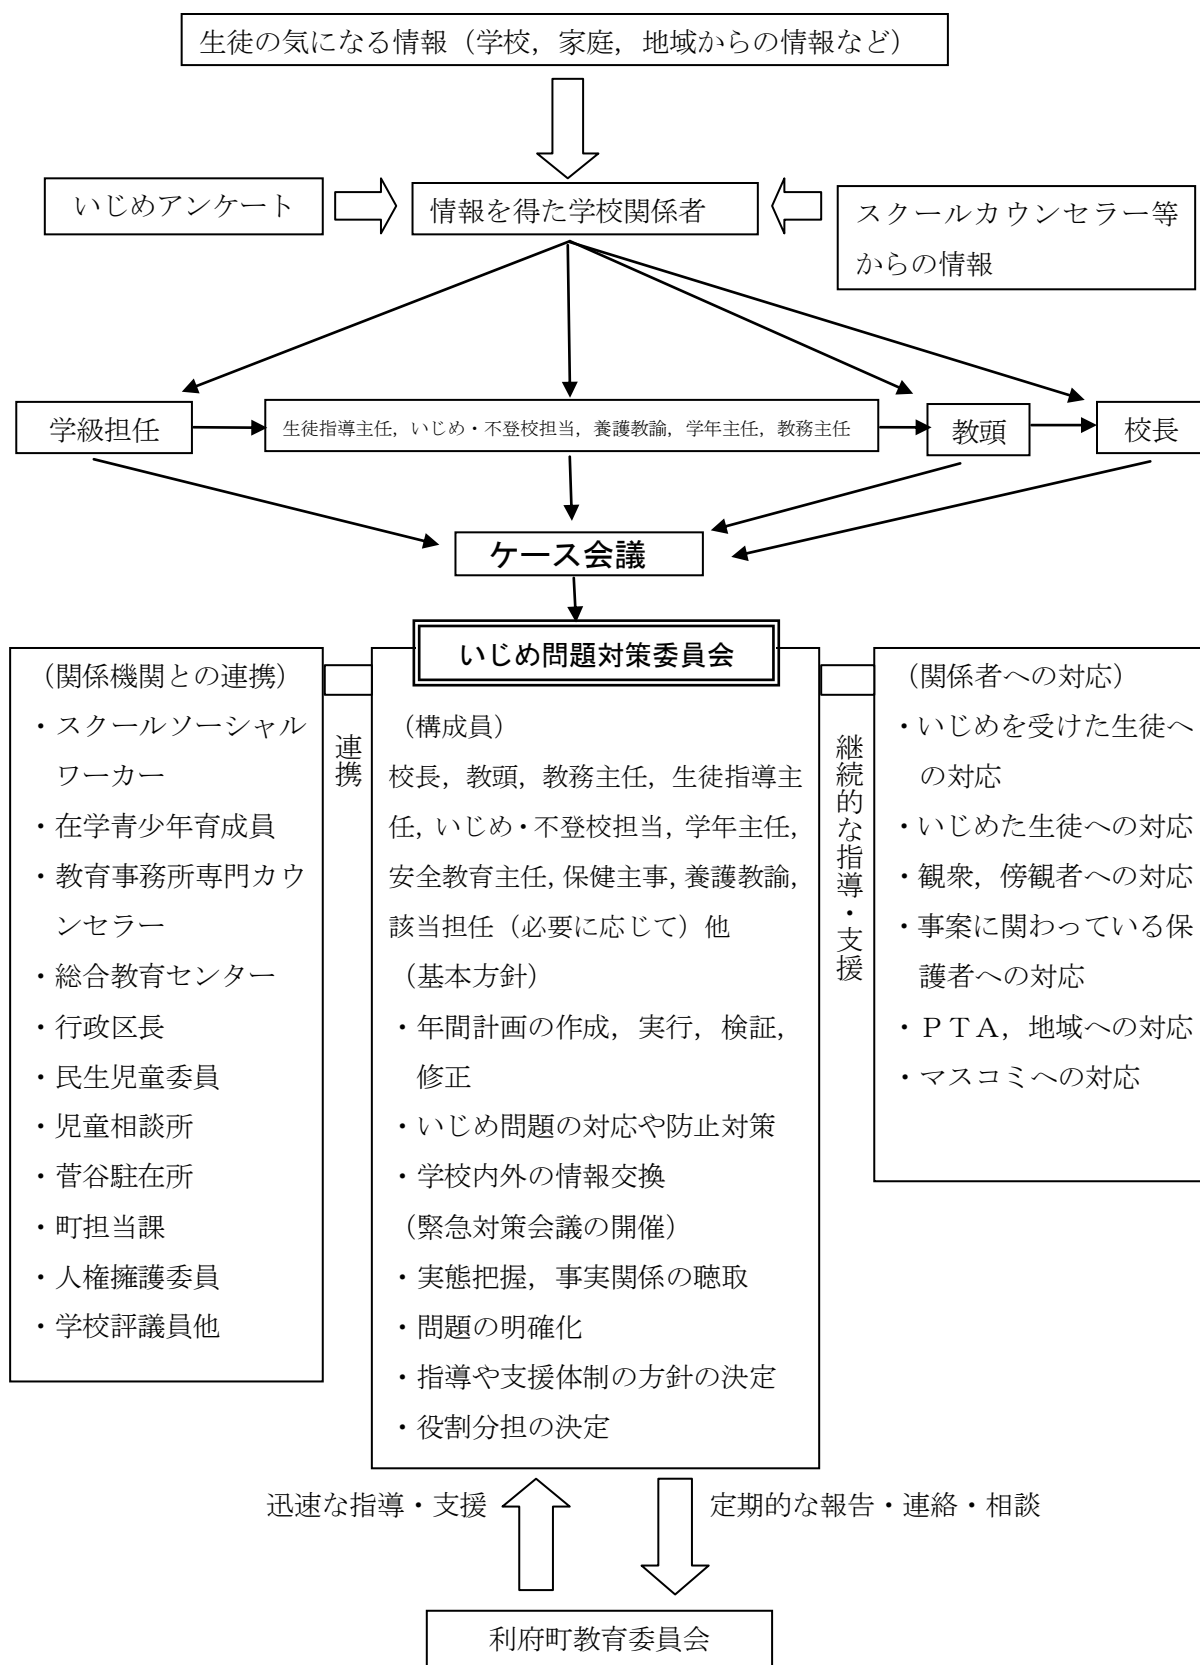 生徒の気になる情報（学校，家庭，地域からの情報など）
いじめアンケート
情報を得た学校関係者
スクールカウンセラー等
からの情報
学級担任
生徒指導主任，いじめ・不登校担当，養護教諭，学年主任，教務主任
教頭
校長
ケース会議
いじめ問題対策委員会
（関係機関との連携）
・スクールソーシャル
ワーカー
・在学青少年育成員
・教育事務所専門カウ
ンセラー
・総合教育センター
・行政区長
・民生児童委員
・児童相談所
・菅谷駐在所
・町担当課
・人権擁護委員
・学校評議員他
連携
（構成員）
校長，教頭，教務主任，生徒指導主
任，いじめ・不登校担当，学年主任，
安全教育主任，保健主事，養護教諭，
該当担任（必要に応じて）他
（基本方針）
・年間計画の作成，実行，検証，
修正
・いじめ問題の対応や防止対策
・学校内外の情報交換
（緊急対策会議の開催）
・実態把握，事実関係の聴取
・問題の明確化
・指導や支援体制の方針の決定
・役割分担の決定
継続的な指導・支援
（関係者への対応）
・いじめを受けた生徒へ
の対応
・いじめた生徒への対応
・観衆，傍観者への対応
・事案に関わっている保
護者への対応
・ＰＴＡ，地域への対応
・マスコミへの対応
迅速な指導・支援
定期的な報告・連絡・相談
利府町教育委員会